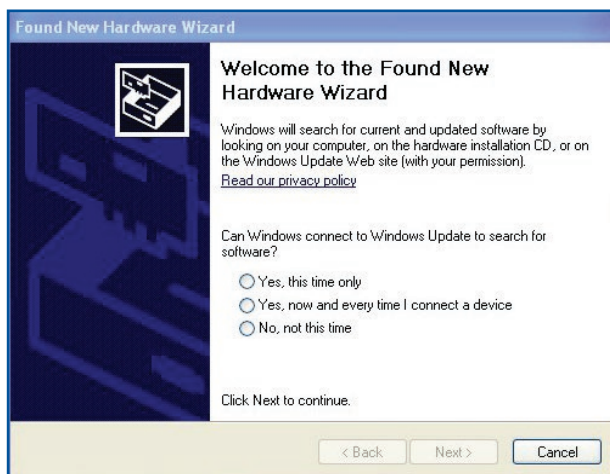 Found New Hardware Wizard
Welcome to the Found New
Hardware Wizard
Windows will search for current and updated software by
looking on your computer, on the hardware installation CD, or on
the Windows Update Web site (with your permission).
Read our privacy policy
Can Windows connect to Windows Update to search for
software?
Yes, this time only
Yes, now and every time I connect a device
No, not this time
Click Next to continue.
< Back
Next >
Cancel